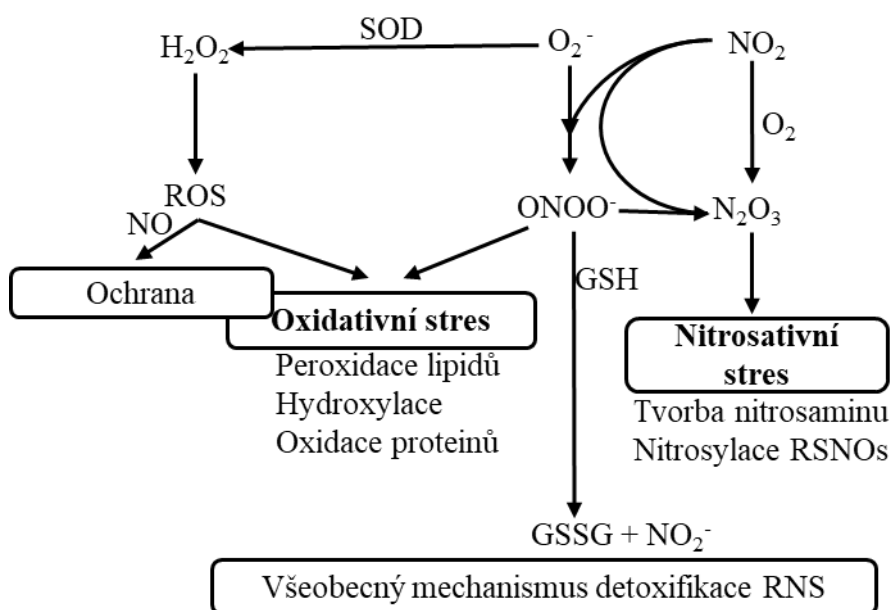 SOD
H₂O₂
O₂⁻
NO₂
O₂
ROS
ONOO⁻
N₂O₃
NO
Ochrana
GSH
Oxidativní stres
Nitrosativní
stres
Peroxidace lipidů
Hydroxylace
Oxidace proteinů
Tvorba nitrosaminu
Nitrosylace RSNOs
GSSG + NO₂⁻
Všeobecný mechanismus detoxifikace RNS